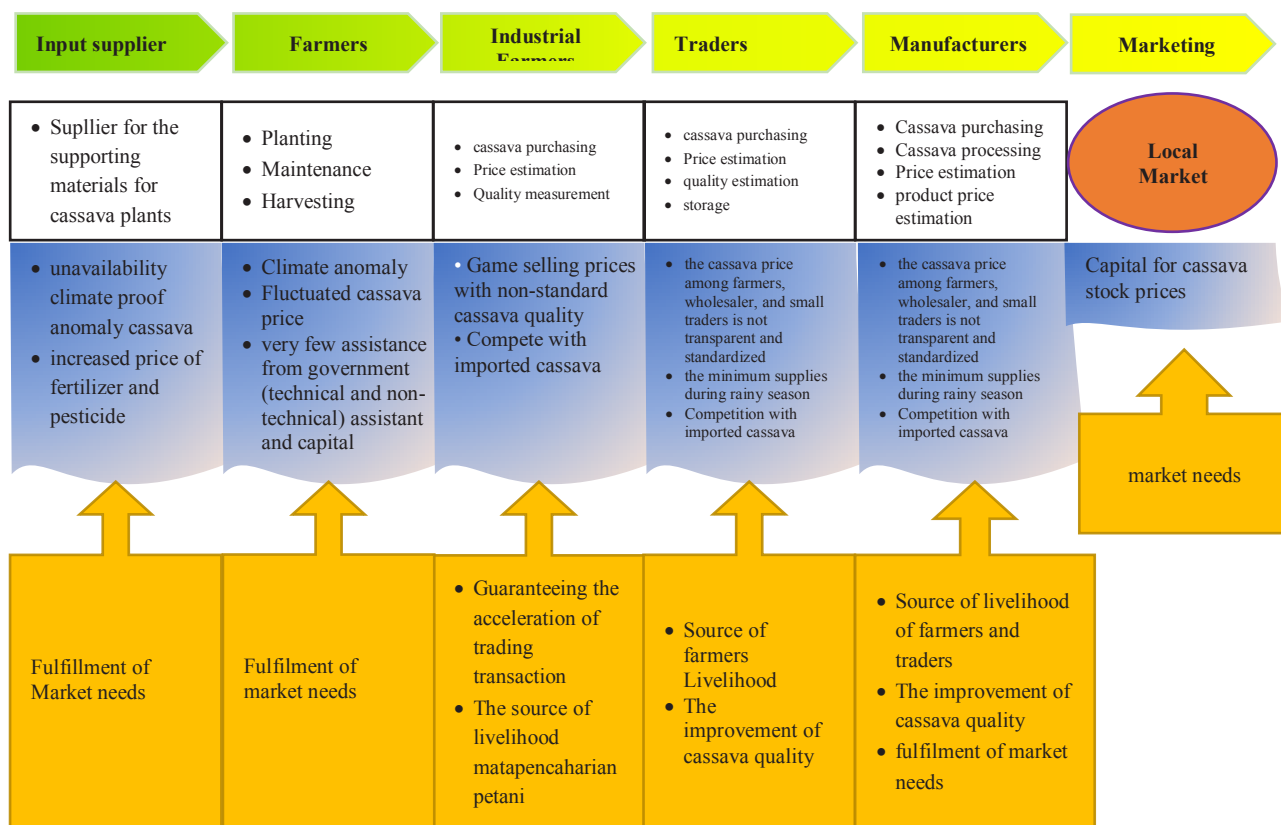 Input supplier
Farmers
Industrial
Farmers
Traders
Manufacturers
Marketing
• Supllier for the
supporting
materials for
cassava plants
• Planting
• Maintenance
• Harvesting
• cassava purchasing
• Price estimation
• Quality measurement
• cassava purchasing
• Price estimation
• quality estimation
• storage
• Cassava purchasing
• Cassava processing
• Price estimation
• product price
estimation
Local
Market
• unavailability
climate proof
anomaly cassava
• increased price of
fertilizer and
pesticide
• Climate anomaly
• Fluctuated cassava
price
• very few assistance
from government
(technical and non-
technical) assistant
and capital
• Game selling prices
with non-standard
cassava quality
• Compete with
imported cassava
• the cassava price
among farmers,
wholesaler, and small
traders is not
transparent and
standardized
• the minimum supplies
during rainy season
• Competition with
imported cassava
• the cassava price
among farmers,
wholesaler, and small
traders is not
transparent and
standardized
• the minimum supplies
during rainy season
• Competition with
imported cassava
Capital for cassava
stock prices
market needs
Fulfillment of
Market needs
Fulfilment of
market needs
• Guaranteeing the
acceleration of
trading
transaction
• The source of
livelihood
matapencaharian
petani
• Source of
farmers
Livelihood
• The
improvement of
cassava quality
• Source of livelihood
of farmers and
traders
• The improvement of
cassava quality
• fulfilment of market
needs